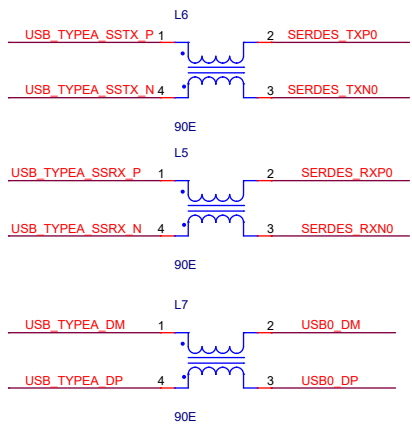 L6
USB_TYPEA_SSTX_P 1 2 SERDES_TXP0
USB_TYPEA_SSTX_N 4 3 SERDES_TXN0
90E
L5
USB_TYPEA_SSRX_P 1 2 SERDES_RXP0
USB_TYPEA_SSRX_N 4 3 SERDES_RXN0
90E
L7
USB_TYPEA_DM 1 2 USB0_DM
USB_TYPEA_DP 4 3 USB0_DP
90E